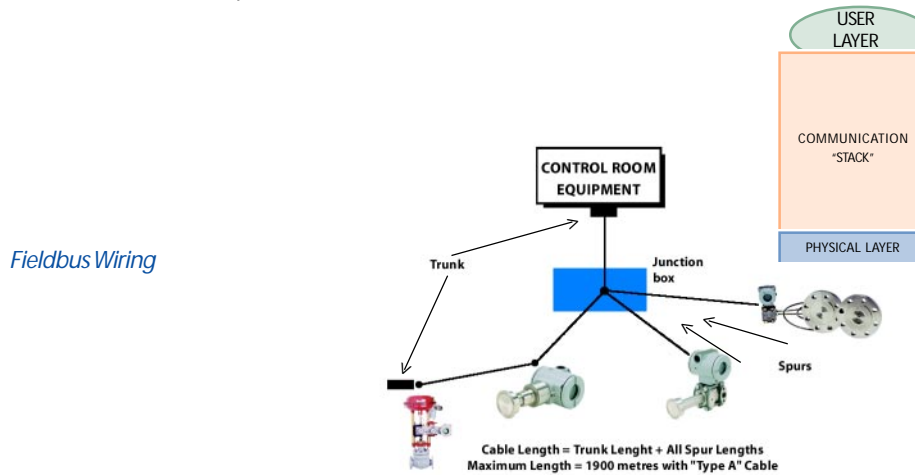 USER
LAYER
COMMUNICATION
"STACK"
PHYSICAL LAYER
CONTROL ROOM
EQUIPMENT
Fieldbus Wiring
Trunk
Junction
box
Spurs
Cable Length = Trunk Lenght + All Spur Lengths
Maximum Length = 1900 metres with "Type A" Cable